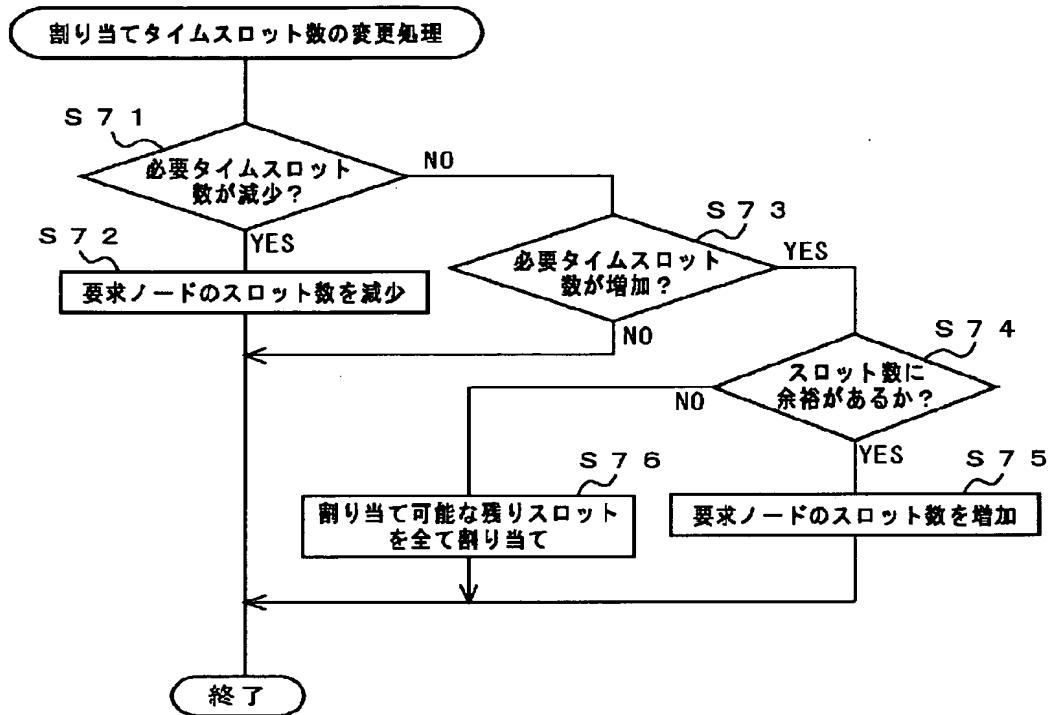 割り当てタイムスロット数の変更処理
S71
必要タイムスロット
数が減少?
NO
YES
S72
要求ノードのスロット数を減少
S73
必要タイムスロット
数が増加?
YES
NO
S74
スロット数に
余裕があるか?
NO
YES
S76
割り当て可能な残りスロット
を全て割り当て
S75
要求ノードのスロット数を増加
終了